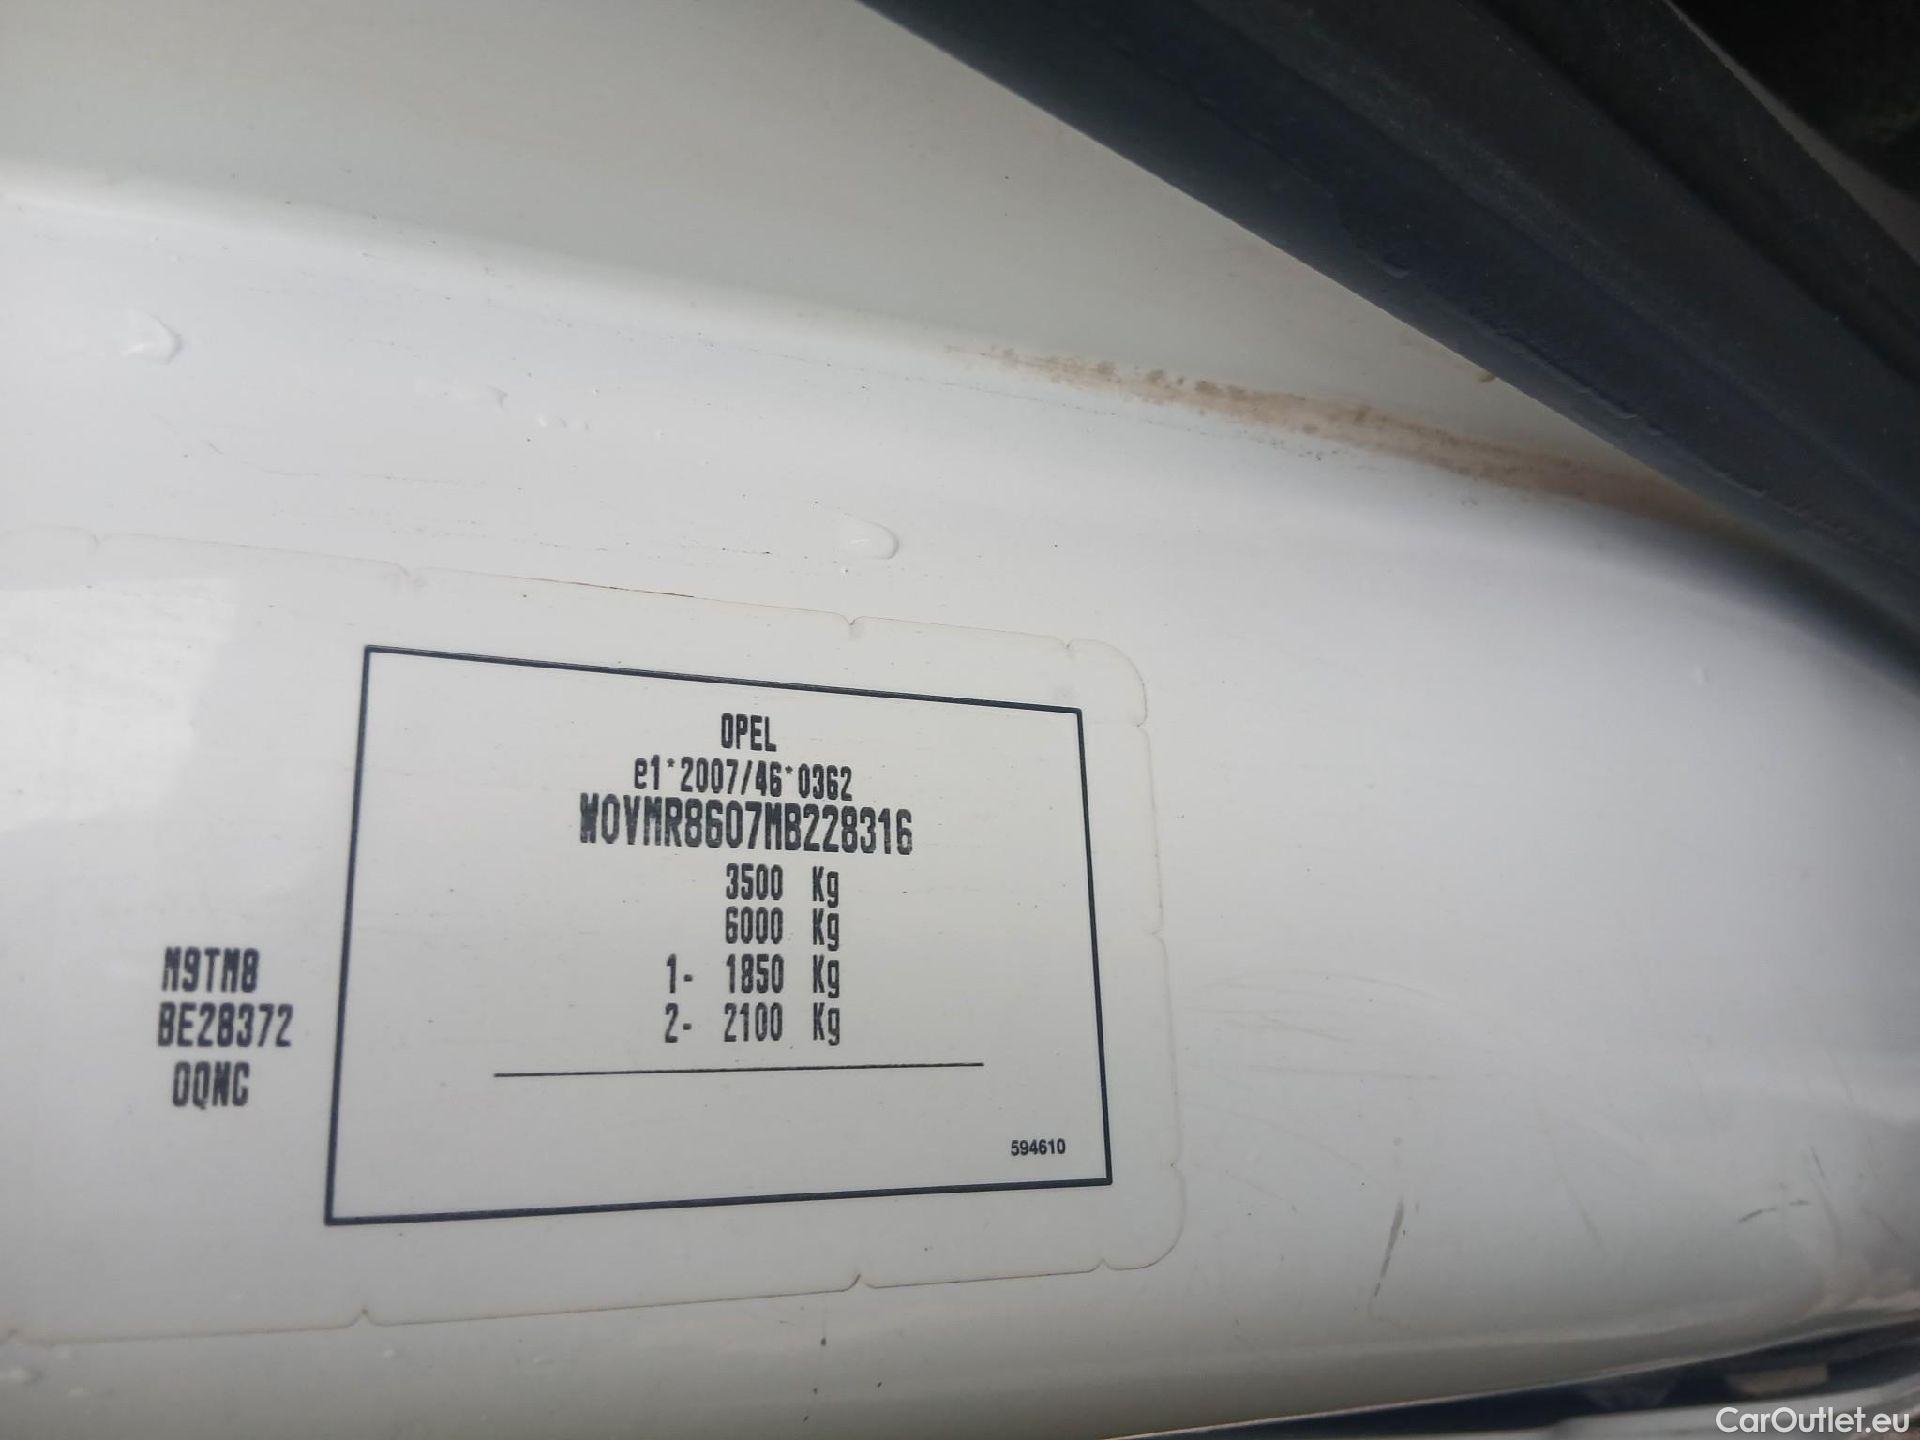 OPEL
e1*2007/46*0362
W0VMR8607MB228316
3500 Kg
6000 Kg
1- 1850 Kg
2- 2100 Kg
M9TM8
BE28372
0QNG
594610
CarOutlet.eu